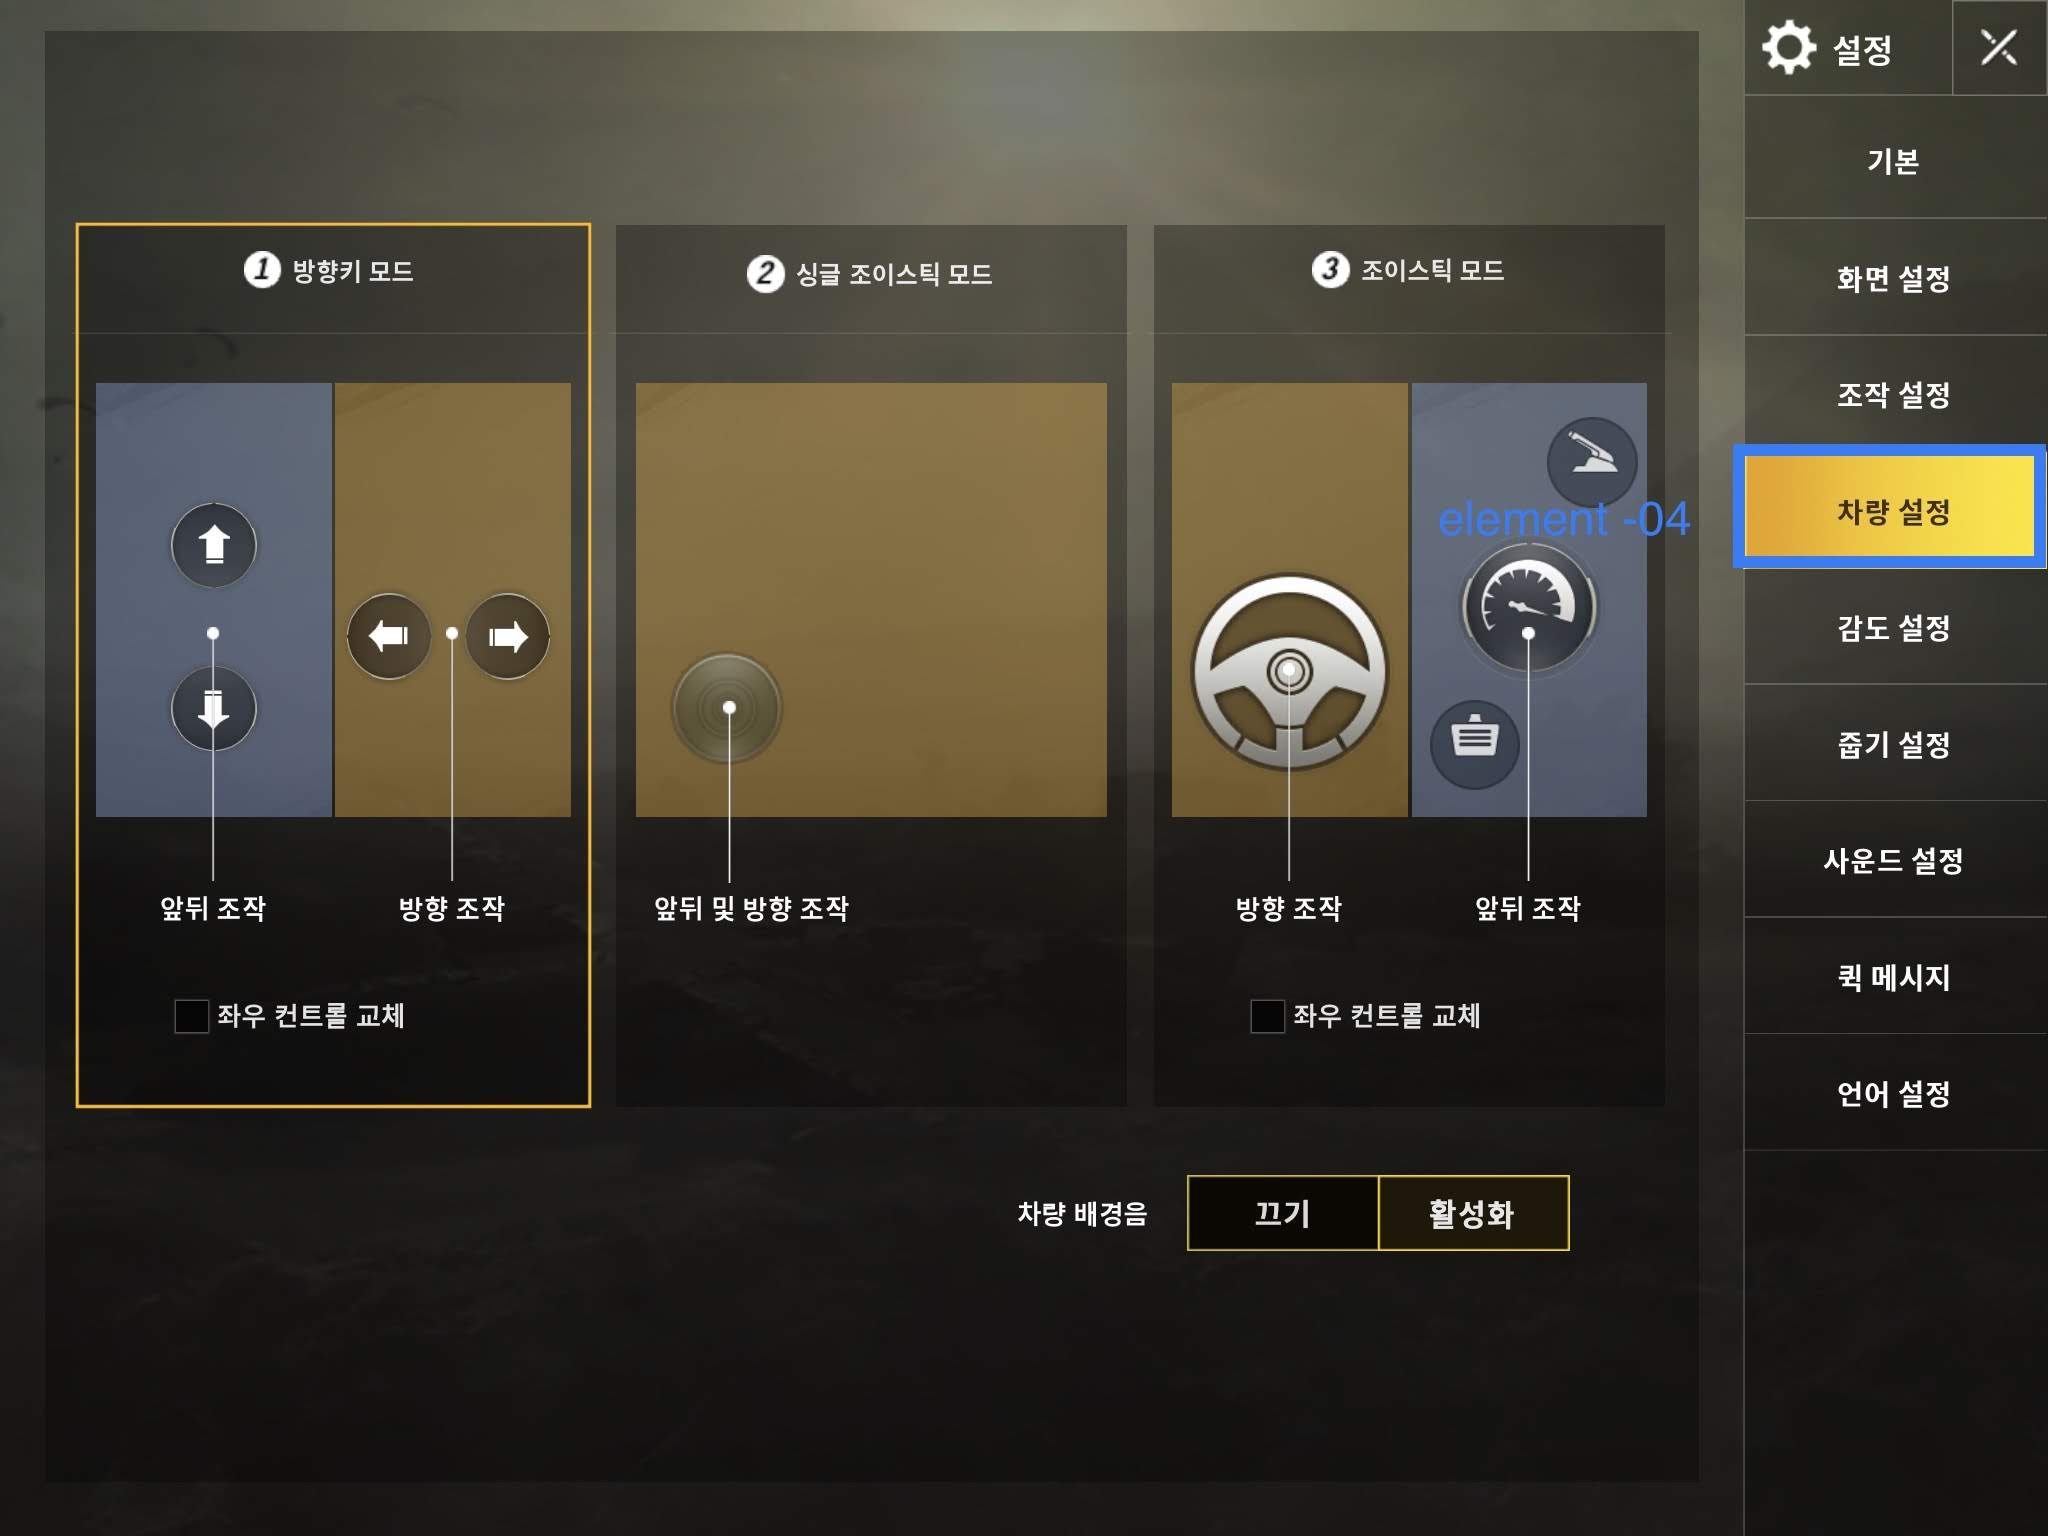 설정
1 방향키 모드
2 싱글 조이스틱 모드
3 조이스틱 모드
앞뒤 조작
방향 조작
앞뒤 및 방향 조작
방향 조작
앞뒤 조작
좌우 컨트롤 교체
좌우 컨트롤 교체
차량 배경음
끄기
활성화
element -04
기본
화면 설정
조작 설정
차량 설정
감도 설정
줍기 설정
사운드 설정
퀵 메시지
언어 설정